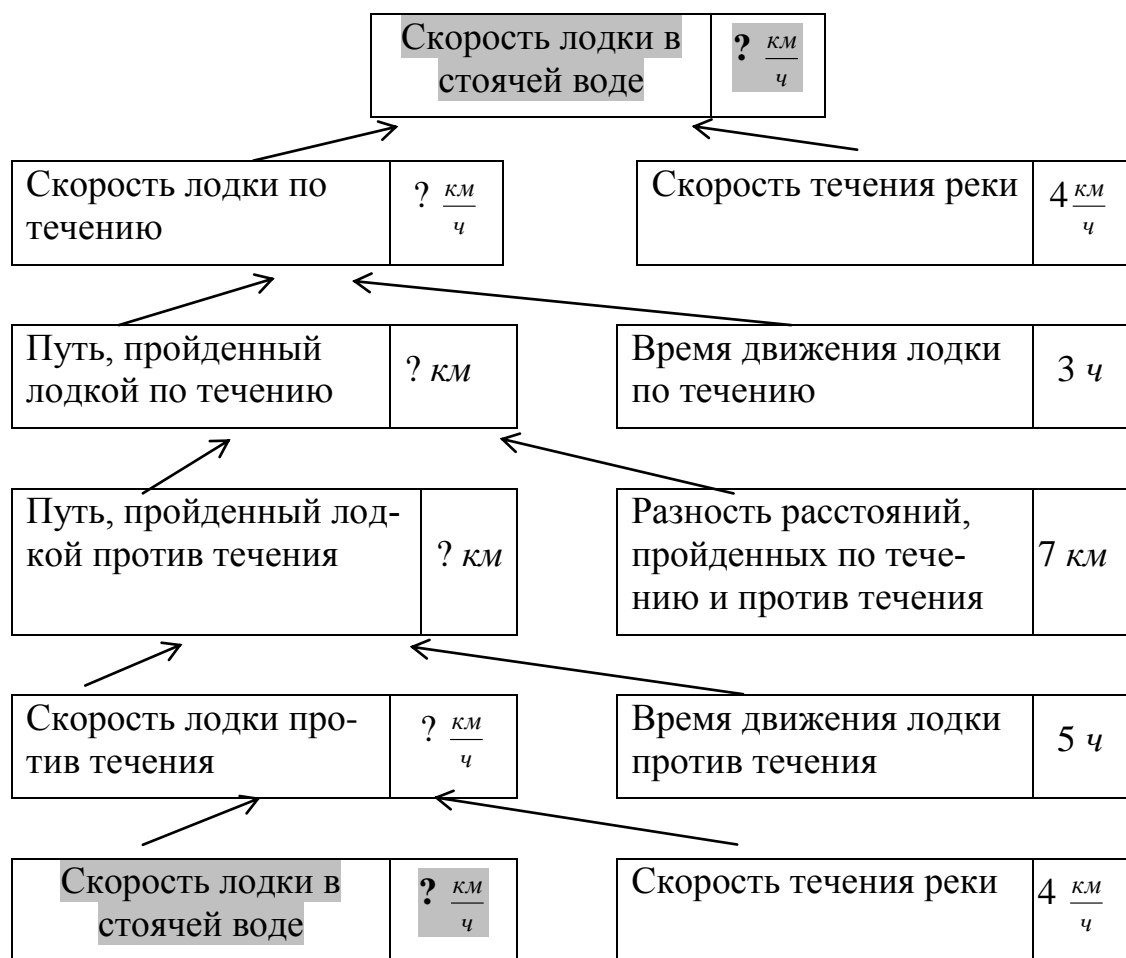 Скорость лодки в
стоячей воде
? км/ч
Скорость лодки по
течению
? км/ч
Скорость течения реки
4 км/ч
Путь, пройденный
лодкой по течению
? км
Время движения лодки
по течению
3 ч
Путь, пройденный лод-
кой против течения
? км
Разность расстояний,
пройденных по тече-
нию и против течения
7 км
Скорость лодки про-
тив течения
? км/ч
Время движения лодки
против течения
5 ч
Скорость лодки в
стоячей воде
? км/ч
Скорость течения реки
4 км/ч